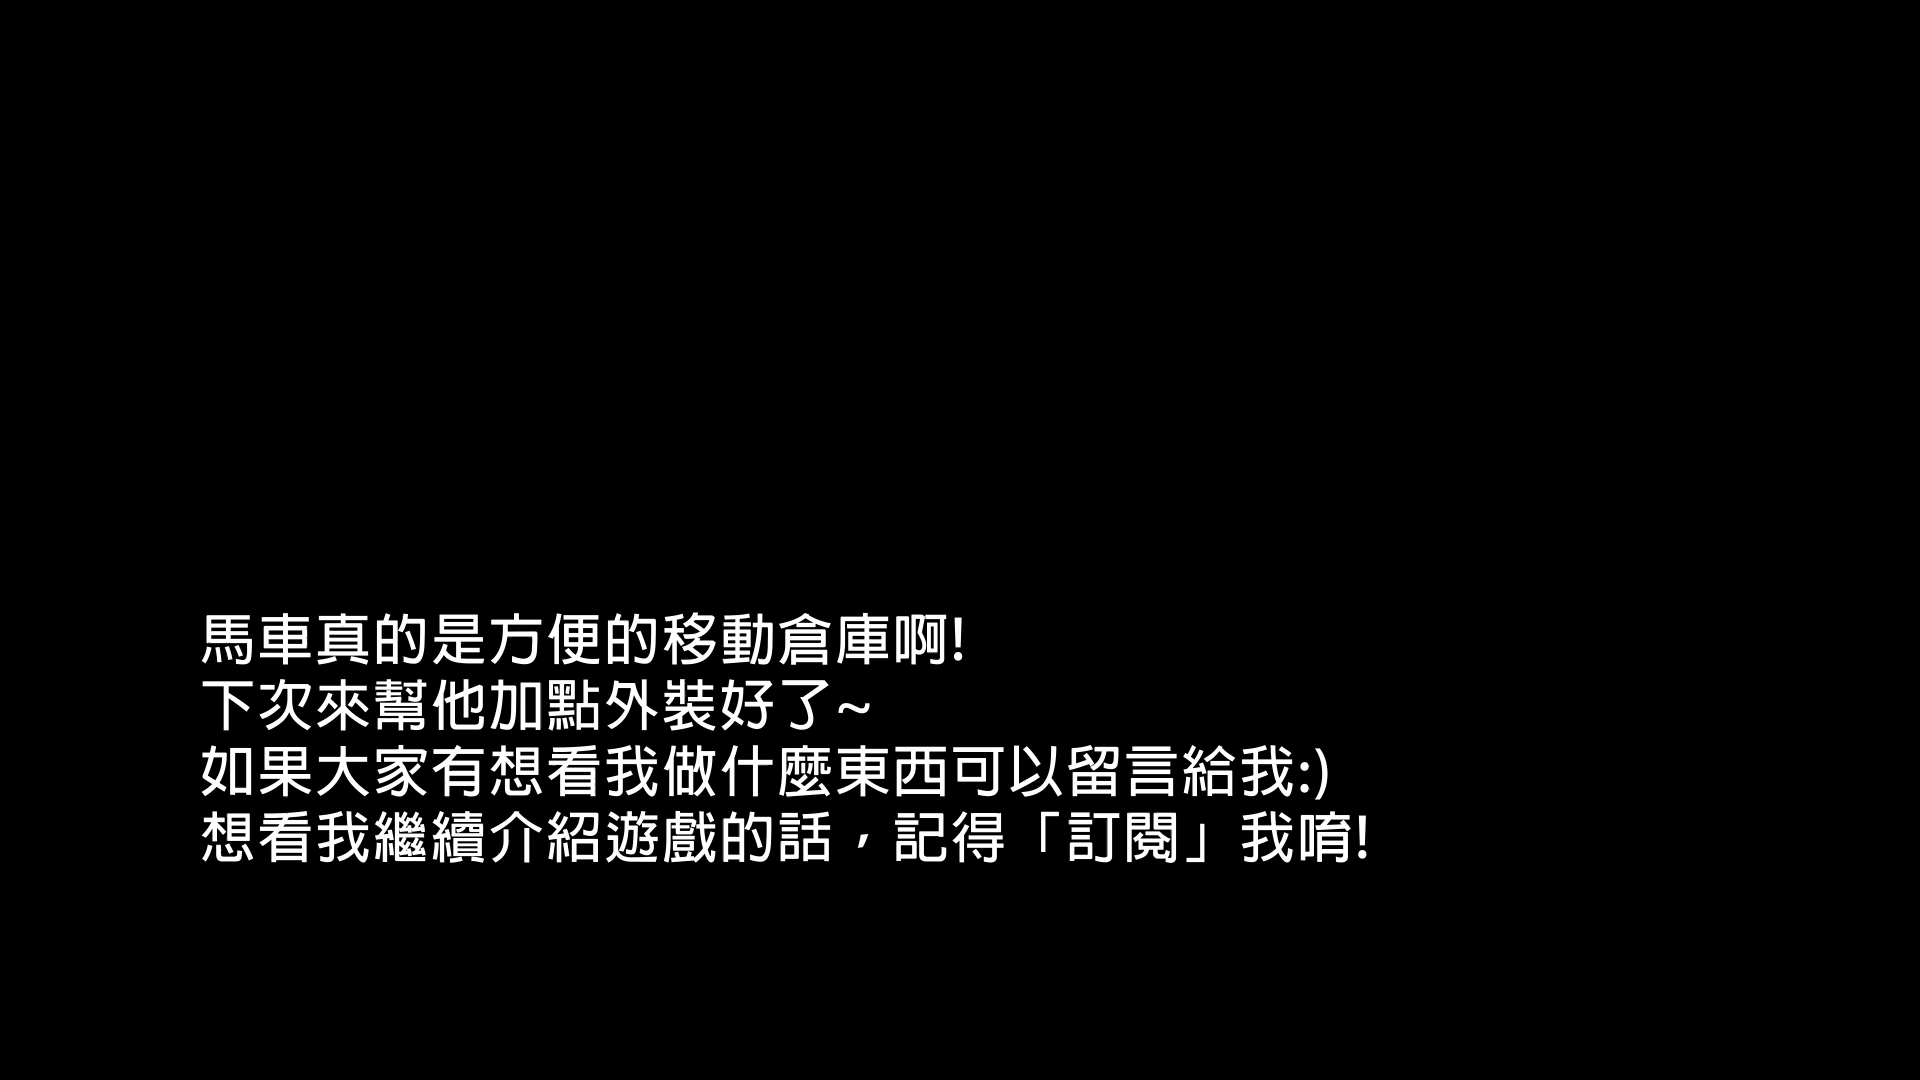 馬車真的是方便的移動倉庫啊!
下次來幫他加點外裝好了~
如果大家有想看我做什麼東西可以留言給我:)
想看我繼續介紹遊戲的話，記得「訂閱」我唷!